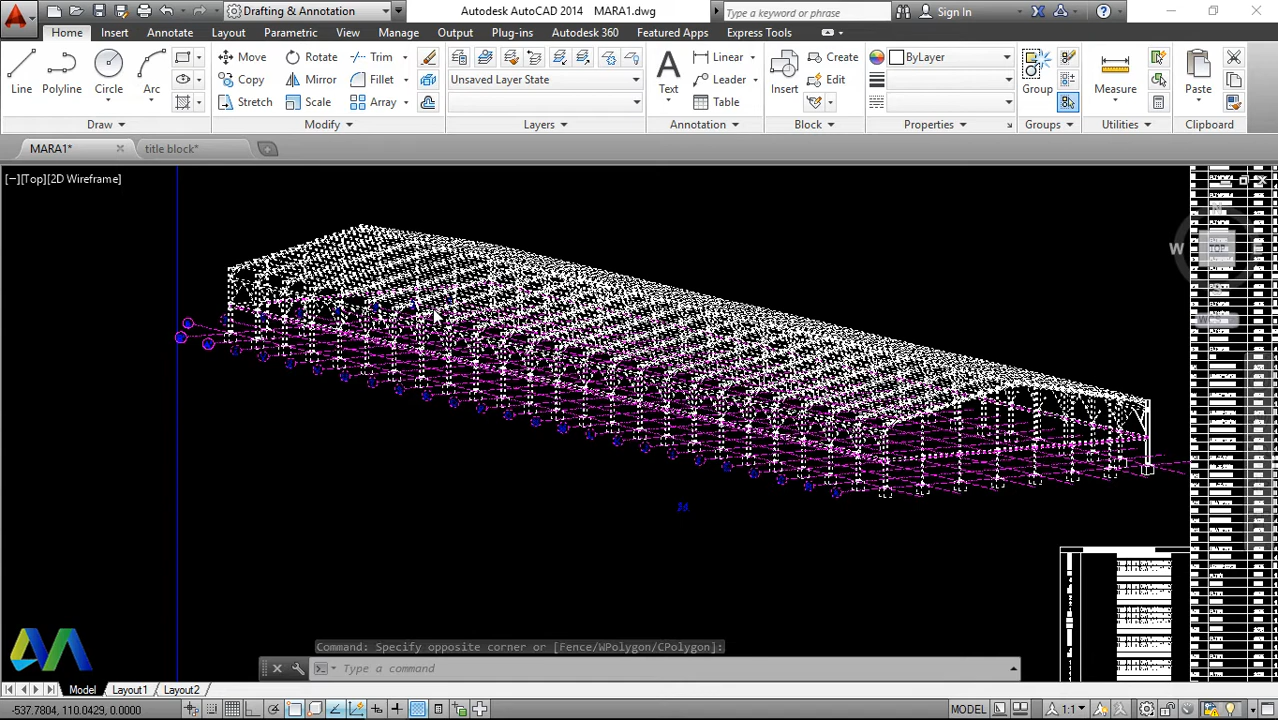 Drafting & Annotation
Autodesk AutoCAD 2014 MARA1.dwg
Type a keyword or phrase
Sign In
Home Insert Annotate Layout Parametric View Manage Output Plug-ins Autodesk 360 Featured Apps Express Tools
Line Polyline Circle Arc
Move Rotate Trim
Copy Mirror Fillet
Stretch Scale Array
Unsaved Layer State
Text
Linear
Leader
Table
Insert
Create
Edit
ByLayer
Group
Measure
Paste
Draw Modify Layers Annotation Block Properties Groups Utilities Clipboard
MARA1* title block*
[−][Top][2D Wireframe]
W
Command: Specify opposite corner or [Fence/WPolygon/CPolygon]:
Type a command
Model Layout1 Layout2
-537.7804, 110.0429, 0.0000
MODEL
1:1